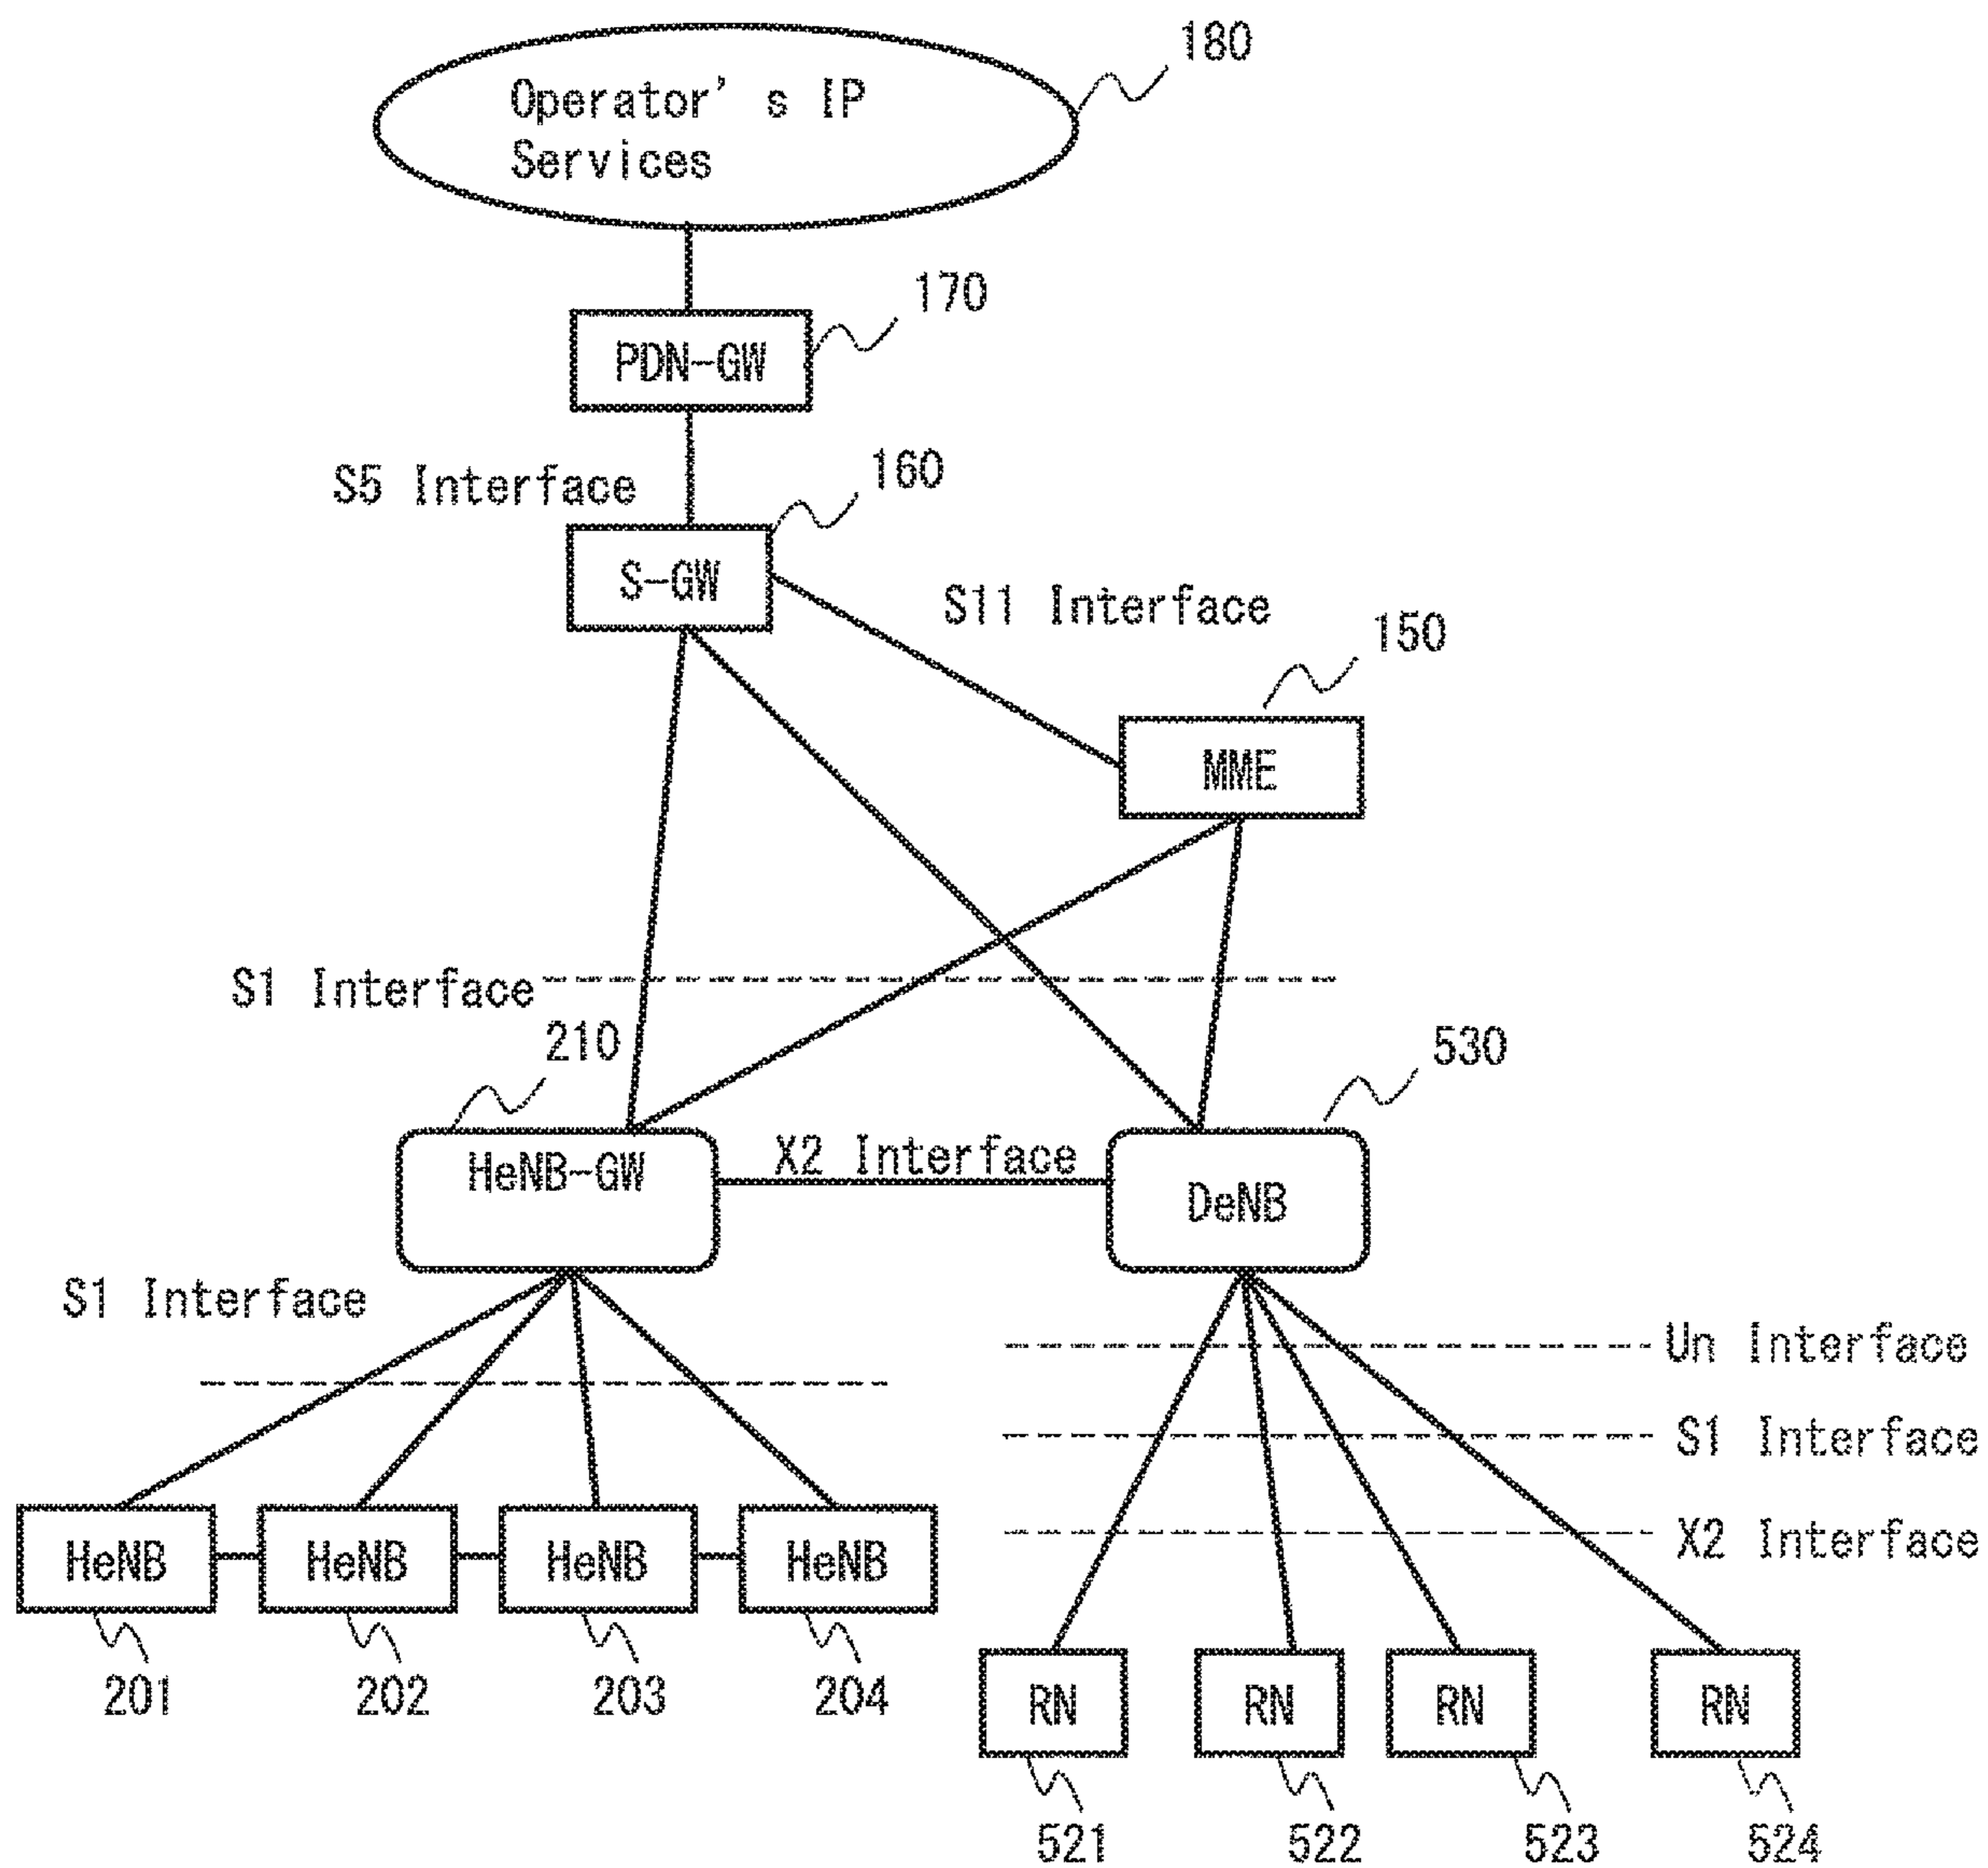 180
Operator's IP
Services
170
PDN-GW
S5 Interface
160
S-GW
S11 Interface
150
MME
S1 Interface
210
530
HeNB-GW
X2 Interface
DeNB
S1 Interface
Un Interface
S1 Interface
X2 Interface
HeNB
HeNB
HeNB
HeNB
201
202
203
204
RN
RN
RN
RN
521
522
523
524